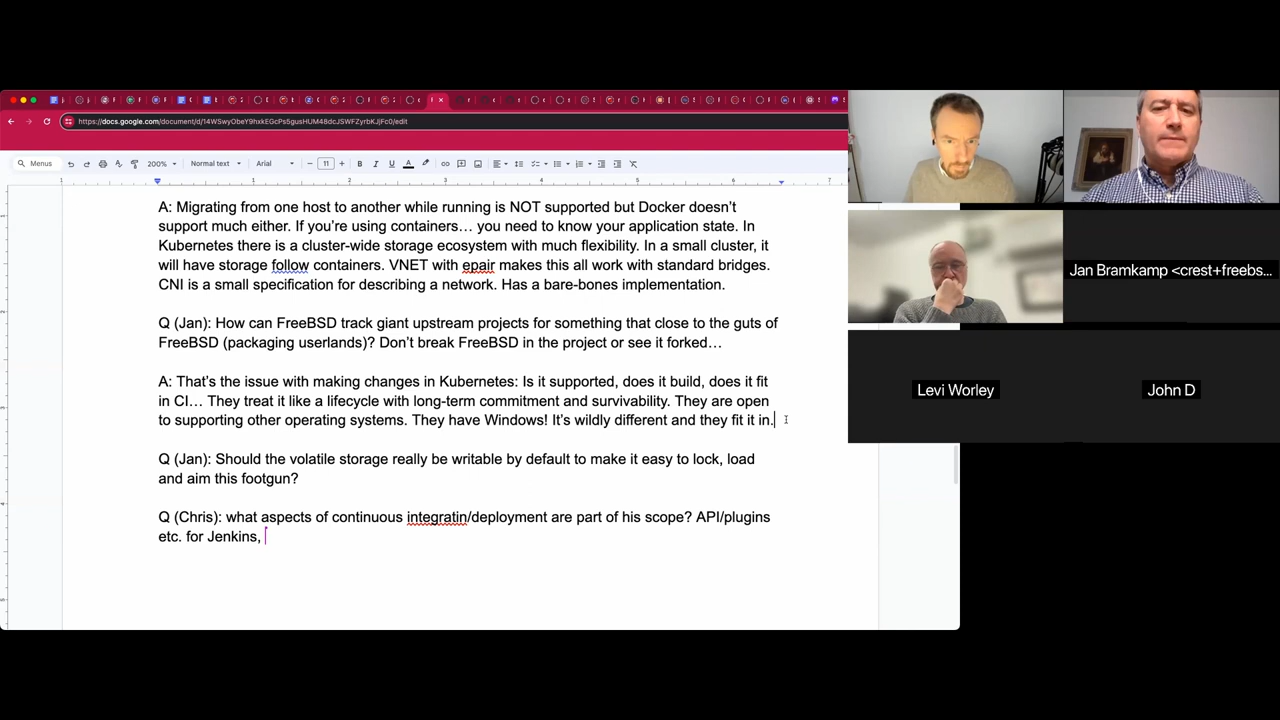 https://docs.google.com/document/d/14WSwyObeY9hxkEGcPs5gusHUM48dcJSWFZyrbKJjFc0/edit
Menus 200% Normal text Arial 11
1 1 2 3 4 5 6 7
A: Migrating from one host to another while running is NOT supported but Docker doesn’t
support much either. If you’re using containers… you need to know your application state. In
Kubernetes there is a cluster-wide storage ecosystem with much flexibility. In a small cluster, it
will have storage follow containers. VNET with epair makes this all work with standard bridges.
CNI is a small specification for describing a network. Has a bare-bones implementation.
Q (Jan): How can FreeBSD track giant upstream projects for something that close to the guts of
FreeBSD (packaging userlands)? Don’t break FreeBSD in the project or see it forked…
A: That’s the issue with making changes in Kubernetes: Is it supported, does it build, does it fit
in CI… They treat it like a lifecycle with long-term commitment and survivability. They are open
to supporting other operating systems. They have Windows! It’s wildly different and they fit it in.
Q (Jan): Should the volatile storage really be writable by default to make it easy to lock, load
and aim this footgun?
Q (Chris): what aspects of continuous integratin/deployment are part of his scope? API/plugins
etc. for Jenkins,
Jan Bramkamp <crest+freebs...
Levi Worley
John D